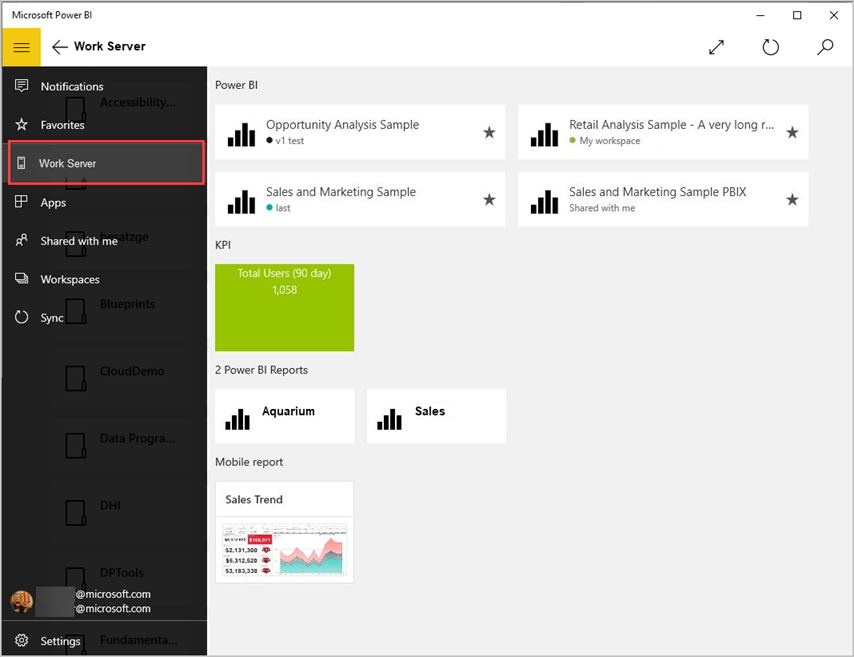 Microsoft Power BI
Work Server
Notifications
Accessibility...
Favorites
Work Server
Apps
Shared with me
besatzge
Workspaces
Blueprints
Sync
CloudDemo
Data Progra...
DHI
DPTools
@microsoft.com
@microsoft.com
Settings
Fundamenta...
Power BI
Opportunity Analysis Sample
v1 test
Retail Analysis Sample - A very long r...
My workspace
Sales and Marketing Sample
last
Sales and Marketing Sample PBIX
Shared with me
KPI
Total Users (90 day)
1,058
2 Power BI Reports
Aquarium
Sales
Mobile report
Sales Trend
$2,131,300
$5,312,520
$3,183,338